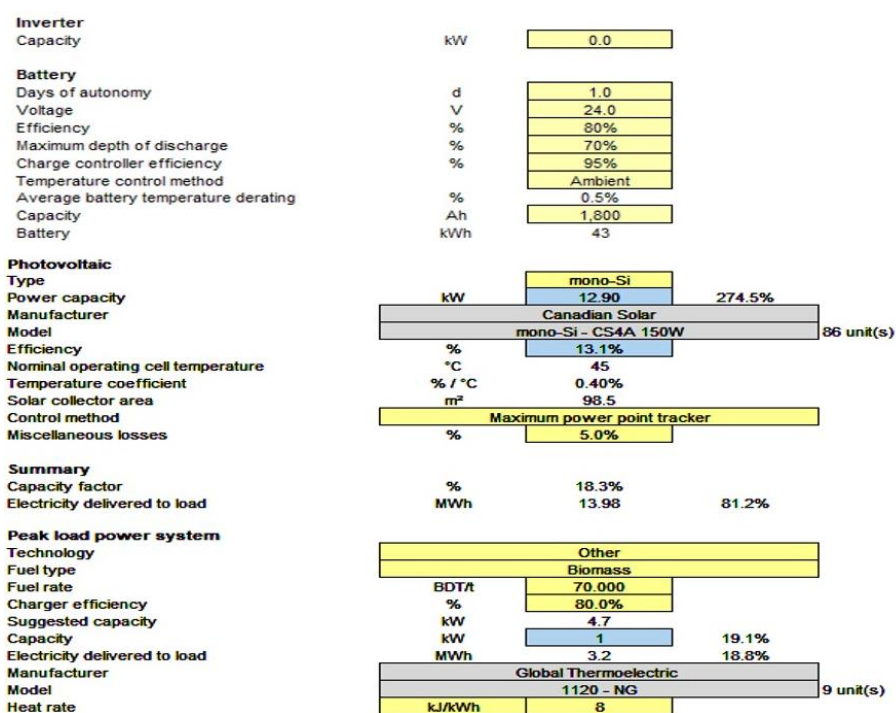 Inverter
Capacity kW 0.0
Battery
Days of autonomy d 1.0
Voltage V 24.0
Efficiency % 80%
Maximum depth of discharge % 70%
Charge controller efficiency % 95%
Temperature control method Ambient
Average battery temperature derating % 0.5%
Capacity Ah 1,800
Battery kWh 43
Photovoltaic
Type mono-Si
Power capacity kW 12.90 274.5%
Manufacturer Canadian Solar
Model mono-Si - CS4A 150W 86 unit(s)
Efficiency % 13.1%
Nominal operating cell temperature °C 45
Temperature coefficient % / °C 0.40%
Solar collector area m² 98.5
Control method Maximum power point tracker
Miscellaneous losses % 5.0%
Summary
Capacity factor % 18.3%
Electricity delivered to load MWh 13.98 81.2%
Peak load power system
Technology Other
Fuel type Biomass
Fuel rate BDT/t 70.000
Charger efficiency % 80.0%
Suggested capacity kW 4.7
Capacity kW 1 19.1%
Electricity delivered to load MWh 3.2 18.8%
Manufacturer Global Thermoelectric
Model 1120 - NG 9 unit(s)
Heat rate kJ/kWh 8